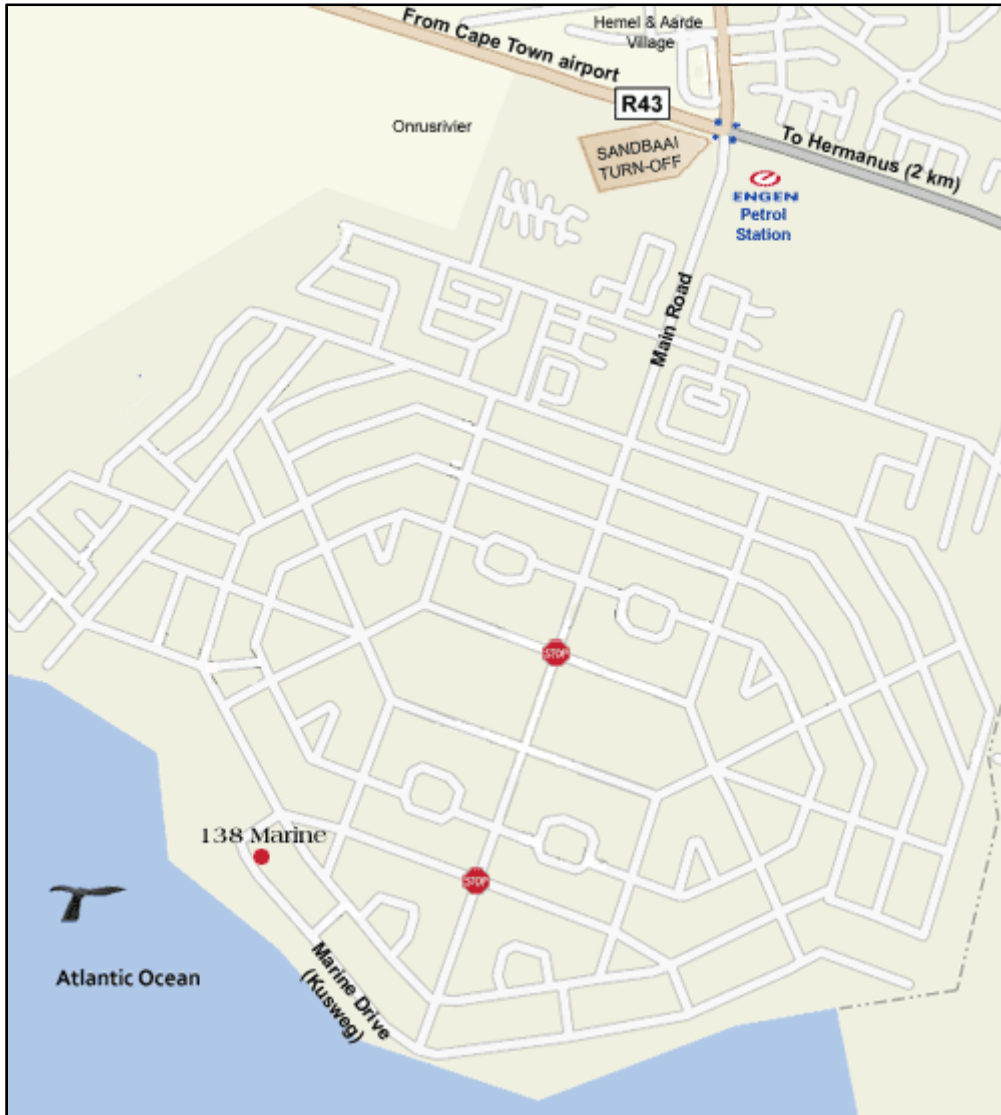 From Cape Town airport
Hemel & Aarde
Village
R43
Onrusrivier
SANDBAAI
TURN-OFF
To Hermanus (2 km)
ENGEN
Petrol
Station
Main Road
STOP
138 Marine
STOP
Marine Drive
(Kusweg)
Atlantic Ocean